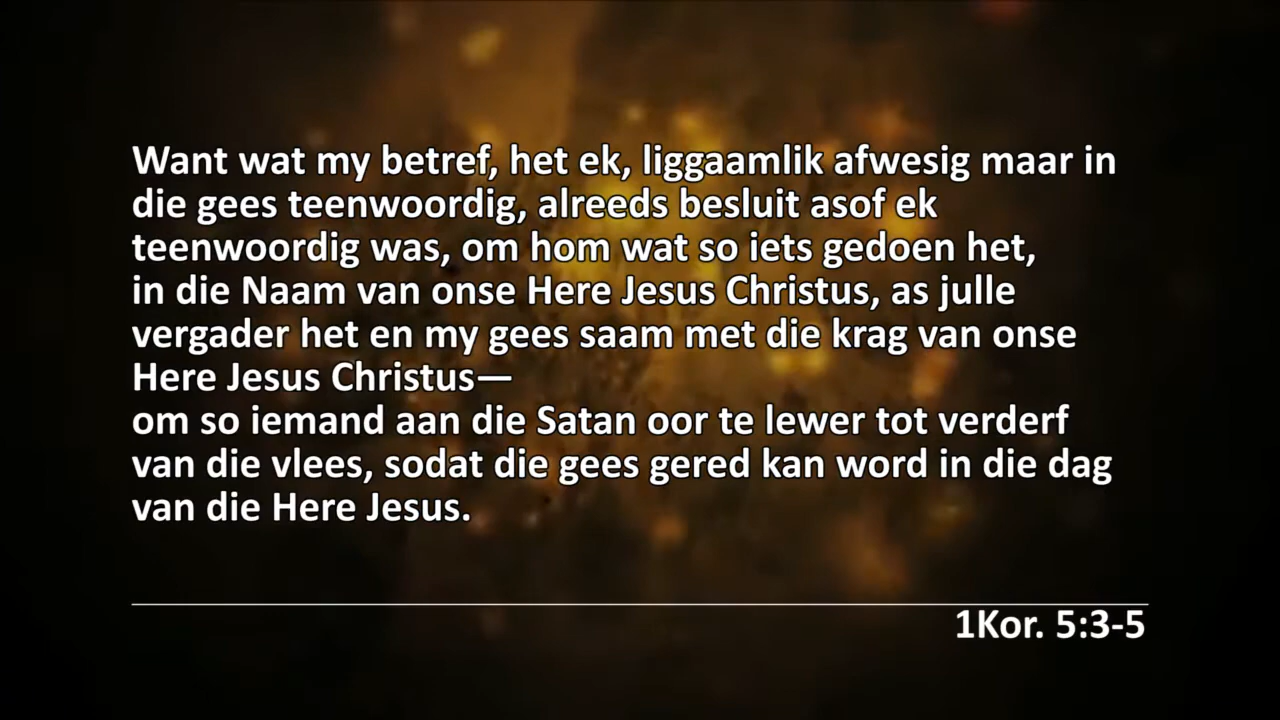 Want wat my betref, het ek, liggaamlik afwesig maar in
die gees teenwoordig, alreeds besluit asof ek
teenwoordig was, om hom wat so iets gedoen het,
in die Naam van onse Here Jesus Christus, as julle
vergader het en my gees saam met die krag van onse
Here Jesus Christus—
om so iemand aan die Satan oor te lewer tot verderf
van die vlees, sodat die gees gered kan word in die dag
van die Here Jesus.
1Kor. 5:3-5